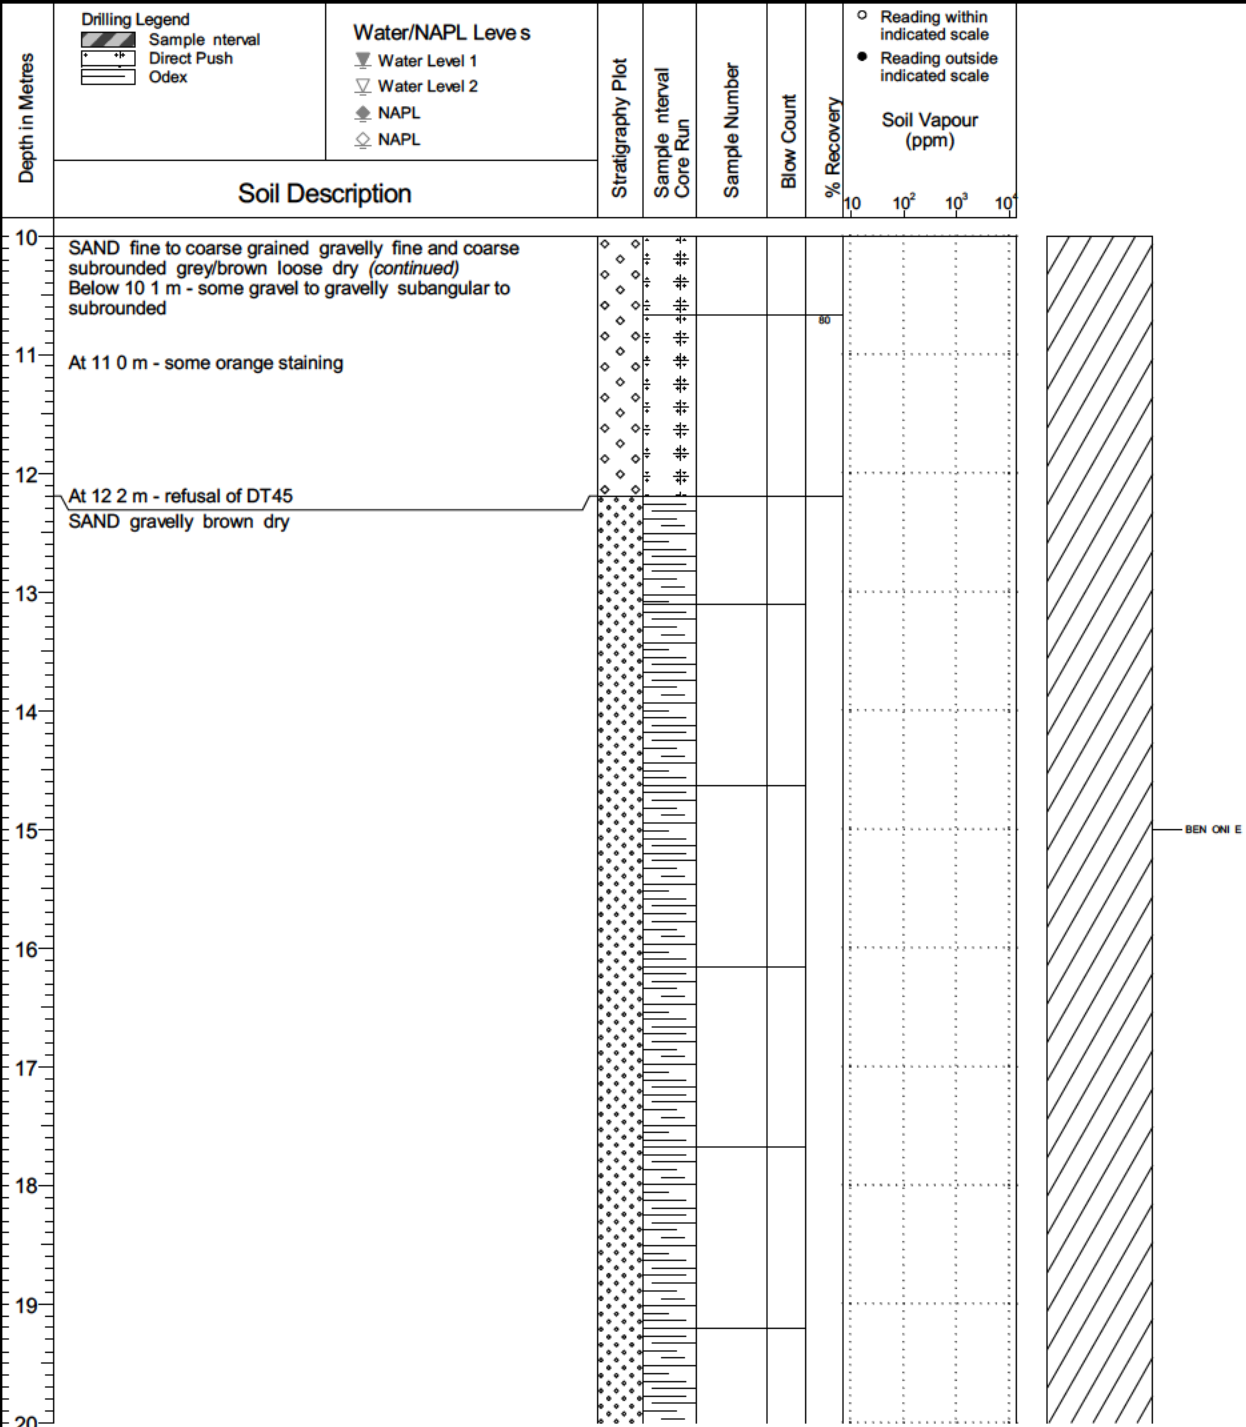 Drilling Legend
Sample nterval
Direct Push
Odex
Water/NAPL Leve s
Water Level 1
Water Level 2
NAPL
NAPL
Reading within
indicated scale
Reading outside
indicated scale
Soil Vapour
(ppm)
10 10² 10³ 10⁴
Depth in Metres
Soil Description
Stratigraphy Plot
Sample nterval
Core Run
Sample Number
Blow Count
% Recovery
10
SAND fine to coarse grained gravelly fine and coarse
subrounded grey/brown loose dry (continued)
Below 10 1 m - some gravel to gravelly subangular to
subrounded
80
11
At 11 0 m - some orange staining
12
At 12 2 m - refusal of DT45
SAND gravelly brown dry
13
14
15
BEN ONI E
16
17
18
19
20